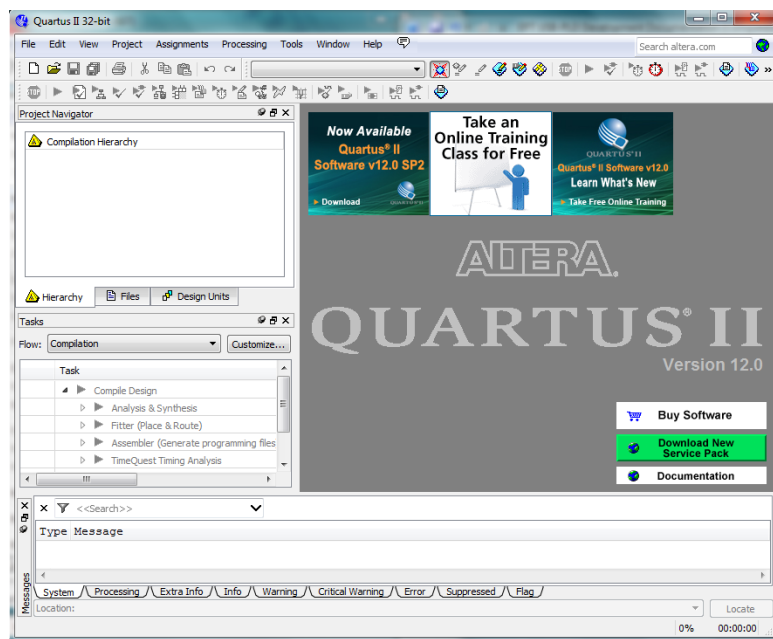 Quartus II 32-bit
File Edit View Project Assignments Processing Tools Window Help
Search altera.com
Project Navigator
Compilation Hierarchy
Hierarchy Files Design Units
Tasks
Flow: Compilation Customize...
Task
Compile Design
Analysis & Synthesis
Fitter (Place & Route)
Assembler (Generate programming files
TimeQuest Timing Analysis
Now Available
Quartus® II
Software v12.0 SP2
Download
Take an
Online Training
Class for Free
QUARTUS II
Quartus® II Software v12.0
Learn What's New
Take Free Online Training
ALTERA.
QUARTUS® II
Version 12.0
Buy Software
Download New
Service Pack
Documentation
<<Search>>
Type Message
Messages
System Processing Extra Info Info Warning Critical Warning Error Suppressed Flag
Location: Locate
0% 00:00:00